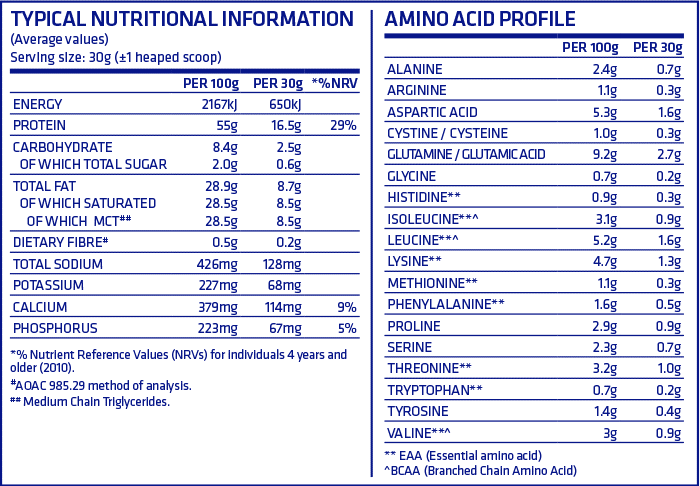 TYPICAL NUTRITIONAL INFORMATION
(Average values)
Serving size: 30g (±1 heaped scoop)
PER 100g PER 30g *%NRV
ENERGY 2167kJ 650kJ
PROTEIN 55g 16.5g 29%
CARBOHYDRATE 8.4g 2.5g
OF WHICH TOTAL SUGAR 2.0g 0.6g
TOTAL FAT 28.9g 8.7g
OF WHICH SATURATED 28.5g 8.5g
OF WHICH MCT## 28.5g 8.5g
DIETARY FIBRE# 0.5g 0.2g
TOTAL SODIUM 426mg 128mg
POTASSIUM 227mg 68mg
CALCIUM 379mg 114mg 9%
PHOSPHORUS 223mg 67mg 5%
*% Nutrient Reference Values (NRVs) for individuals 4 years and
older (2010).
#AOAC 985.29 method of analysis.
## Medium Chain Triglycerides.
AMINO ACID PROFILE
PER 100g PER 30g
ALANINE 2.4g 0.7g
ARGININE 1.1g 0.3g
ASPARTIC ACID 5.3g 1.6g
CYSTINE / CYSTEINE 1.0g 0.3g
GLUTAMINE / GLUTAMIC ACID 9.2g 2.7g
GLYCINE 0.7g 0.2g
HISTIDINE** 0.9g 0.3g
ISOLEUCINE**^ 3.1g 0.9g
LEUCINE**^ 5.2g 1.6g
LYSINE** 4.7g 1.3g
METHIONINE** 1.1g 0.3g
PHENYLALANINE** 1.6g 0.5g
PROLINE 2.9g 0.9g
SERINE 2.3g 0.7g
THREONINE** 3.2g 1.0g
TRYPTOPHAN** 0.7g 0.2g
TYROSINE 1.4g 0.4g
VALINE**^ 3g 0.9g
** EAA (Essential amino acid)
^BCAA (Branched Chain Amino Acid)